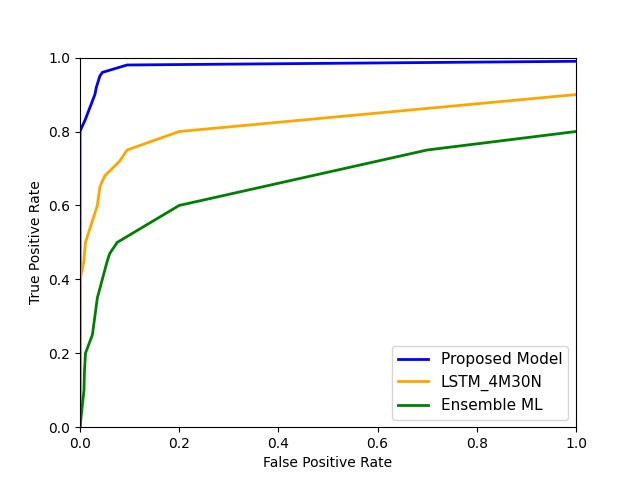 1.0
0.8
0.6
0.4
0.2
0.0
True Positive Rate
Proposed Model
LSTM_4M30N
Ensemble ML
0.0 0.2 0.4 0.6 0.8 1.0
False Positive Rate